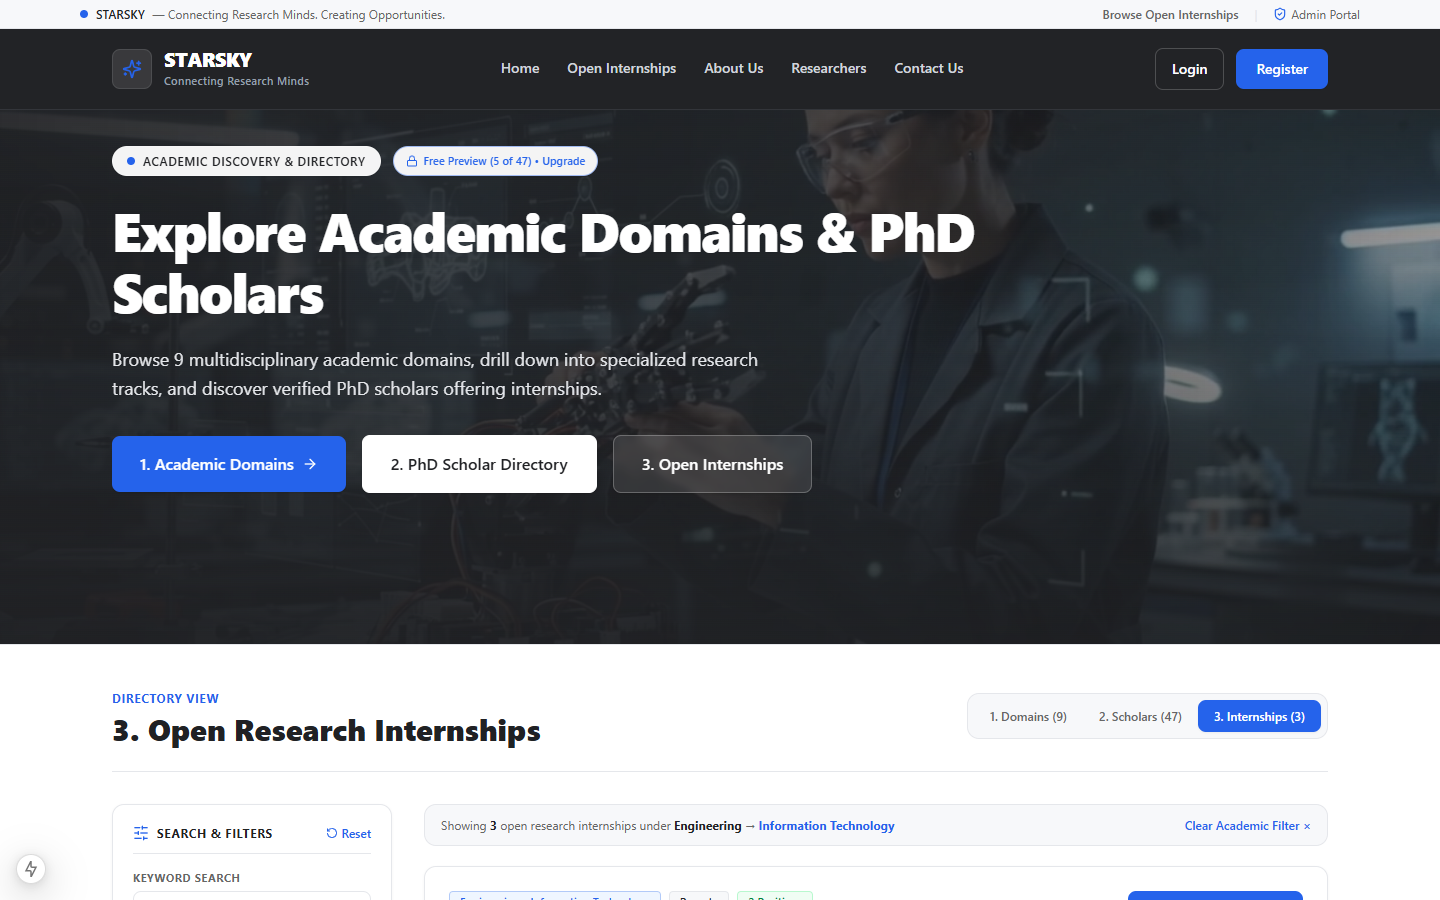 STARSKY — Connecting Research Minds. Creating Opportunities.
Browse Open Internships | Admin Portal
STARSKY
Connecting Research Minds
Home Open Internships About Us Researchers Contact Us
Login Register
ACADEMIC DISCOVERY & DIRECTORY
Free Preview (5 of 47) • Upgrade
Explore Academic Domains & PhD
Scholars
Browse 9 multidisciplinary academic domains, drill down into specialized research
tracks, and discover verified PhD scholars offering internships.
1. Academic Domains →
2. PhD Scholar Directory
3. Open Internships
DIRECTORY VIEW
3. Open Research Internships
1. Domains (9) 2. Scholars (47) 3. Internships (3)
SEARCH & FILTERS Reset
KEYWORD SEARCH
Showing 3 open research internships under Engineering → Information Technology
Clear Academic Filter ×